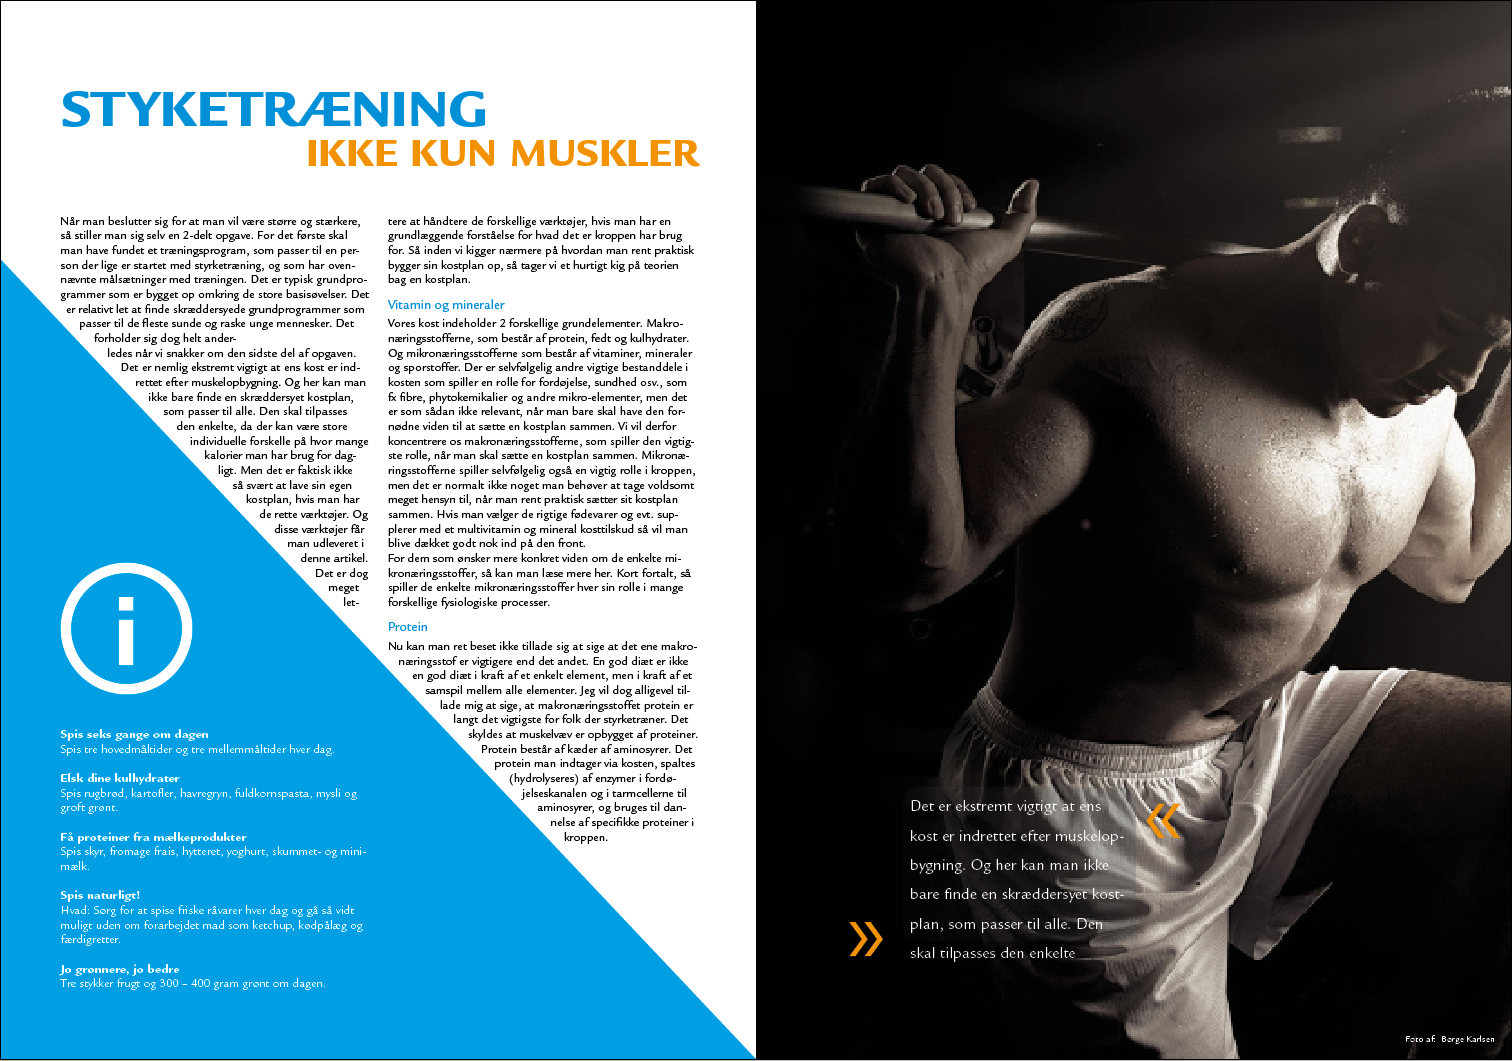 STYKETRÆNING
IKKE KUN MUSKLER
Når man beslutter sig for at man vil være større og stærkere,
så stiller man sig selv en 2-delt opgave. For det første skal
man have fundet et træningsprogram, som passer til en per-
son der lige er startet med styrketræning, og som har oven-
nævnte målsætninger med træningen. Det er typisk grundpro-
grammer som er bygget op omkring de store basisøvelser. Det
er relativt let at finde skræddersyede grundprogrammer som
passer til de fleste sunde og raske unge mennesker. Det
forholder sig dog helt ander-
ledes når vi snakker om den sidste del af opgaven.
Det er nemlig ekstremt vigtigt at ens kost er ind-
rettet efter muskelopbygning. Og her kan man
ikke bare finde en skræddersyet kostplan,
som passer til alle. Den skal tilpasses
den enkelte, da der kan være store
individuelle forskelle på hvor mange
kalorier man har brug for dag-
ligt. Men det er faktisk ikke
så svært at lave sin egen
kostplan, hvis man har
de rette værktøjer. Og
disse værktøjer får
man udleveret i
denne artikel.
Det er dog
meget
let-
tere at håndtere de forskellige værktøjer, hvis man har en
grundlæggende forståelse for hvad det er kroppen har brug
for. Så inden vi kigger nærmere på hvordan man rent praktisk
bygger sin kostplan op, så tager vi et hurtigt kig på teorien
bag en kostplan.
Vitamin og mineraler
Vores kost indeholder 2 forskellige grundelementer. Makro-
næringsstofferne, som består af protein, fedt og kulhydrater.
Og mikronæringsstofferne som består af vitaminer, mineraler
og sporstoffer. Der er selvfølgelig andre vigtige bestanddele i
kosten som spiller en rolle for fordøjelse, sundhed osv., som
fx fibre, phytokemikalier og andre mikro-elementer, men det
er som sådan ikke relevant, når man bare skal have den for-
nødne viden til at sætte en kostplan sammen. Vi vil derfor
koncentrere os makronæringsstofferne, som spiller den vigtig-
ste rolle, når man skal sætte en kostplan sammen. Mikronæ-
ringsstofferne spiller selvfølgelig også en vigtig rolle i kroppen,
men det er normalt ikke noget man behøver at tage voldsomt
meget hensyn til, når man rent praktisk sætter sit kostplan
sammen. Hvis man vælger de rigtige fødevarer og evt. sup-
plerer med et multivitamin og mineral kosttilskud så vil man
blive dækket godt nok ind på den front.
For dem som ønsker mere konkret viden om de enkelte mi-
kronæringsstoffer, så kan man læse mere her. Kort fortalt, så
spiller de enkelte mikronæringsstoffer hver sin rolle i mange
forskellige fysiologiske processer.
Protein
Nu kan man ret beset ikke tillade sig at sige at det ene makro-
næringsstof er vigtigere end det andet. En god diæt er ikke
en god diæt i kraft af et enkelt element, men i kraft af et
samspil mellem alle elementer. Jeg vil dog alligevel til-
lade mig at sige, at makronæringsstoffet protein er
langt det vigtigste for folk der styrketræner. Det
skyldes at muskelvæv er opbygget af proteiner.
Protein består af kæder af aminosyrer. Det
protein man indtager via kosten, spaltes
(hydrolyseres) af enzymer i fordø-
jelseskanalen og i tarmcellerne til
aminosyrer, og bruges til dan-
nelse af specifikke proteiner i
kroppen.
i
Spis seks gange om dagen
Spis tre hovedmåltider og tre mellemmåltider hver dag.
Elsk dine kulhydrater
Spis rugbrød, kartofler, havregryn, fuldkornspasta, mysli og
groft grønt.
Få proteiner fra mælkeprodukter
Spis skyr, fromage frais, hytteret, yoghurt, skummet- og mini-
mælk.
Spis naturligt!
Hvad: Sørg for at spise friske råvarer hver dag og gå så vidt
muligt uden om forarbejdet mad som ketchup, kødpålæg og
færdigretter.
Jo grønnere, jo bedre
Tre stykker frugt og 300 – 400 gram grønt om dagen.
Det er ekstremt vigtigt at ens «
kost er indrettet efter muskelop-
bygning. Og her kan man ikke
bare finde en skræddersyet kost-
plan, som passer til alle. Den
» skal tilpasses den enkelte
Foto af: Børge Karlsen